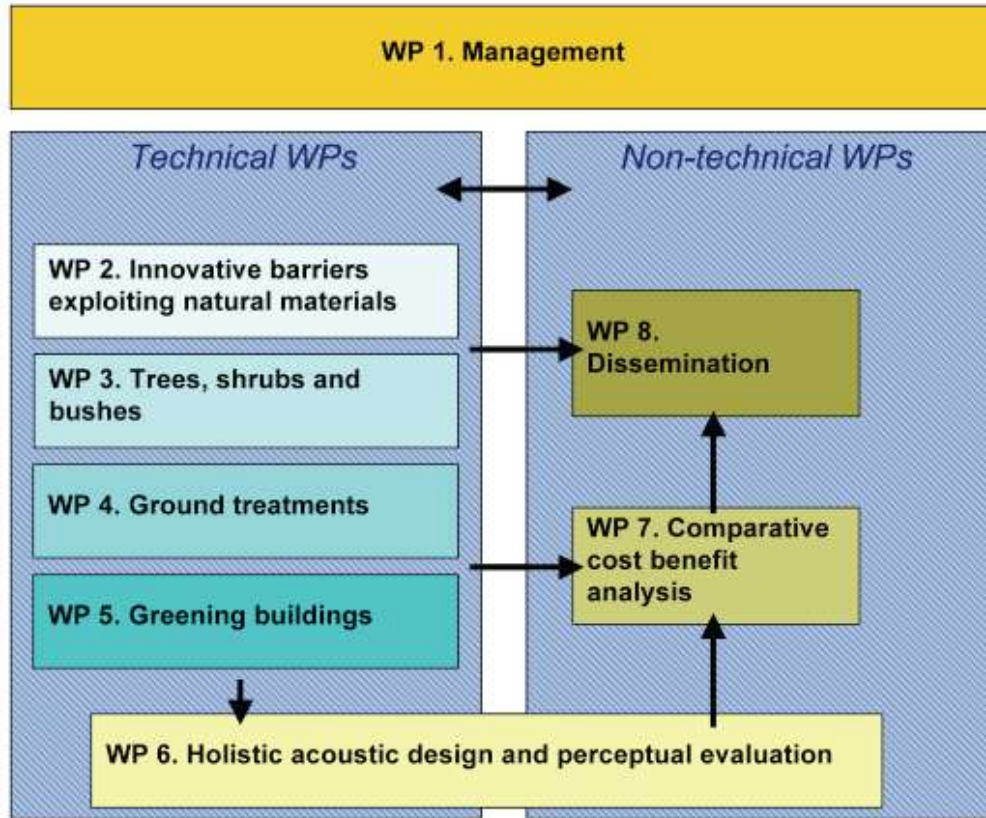 WP 1. Management
Technical WPs
Non-technical WPs
WP 2. Innovative barriers
exploiting natural materials
WP 3. Trees, shrubs and
bushes
WP 4. Ground treatments
WP 5. Greening buildings
WP 8.
Dissemination
WP 7. Comparative
cost benefit
analysis
WP 6. Holistic acoustic design and perceptual evaluation